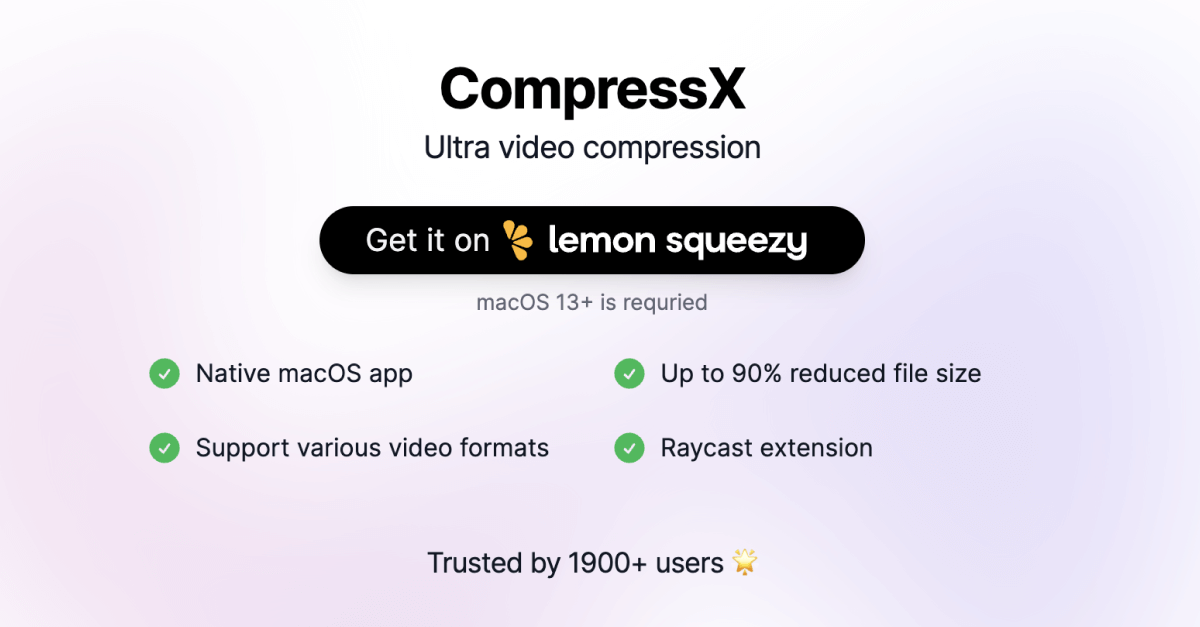 CompressX
Ultra video compression
Get it on lemon squeezy
macOS 13+ is requried
Native macOS app
Up to 90% reduced file size
Support various video formats
Raycast extension
Trusted by 1900+ users 🌟